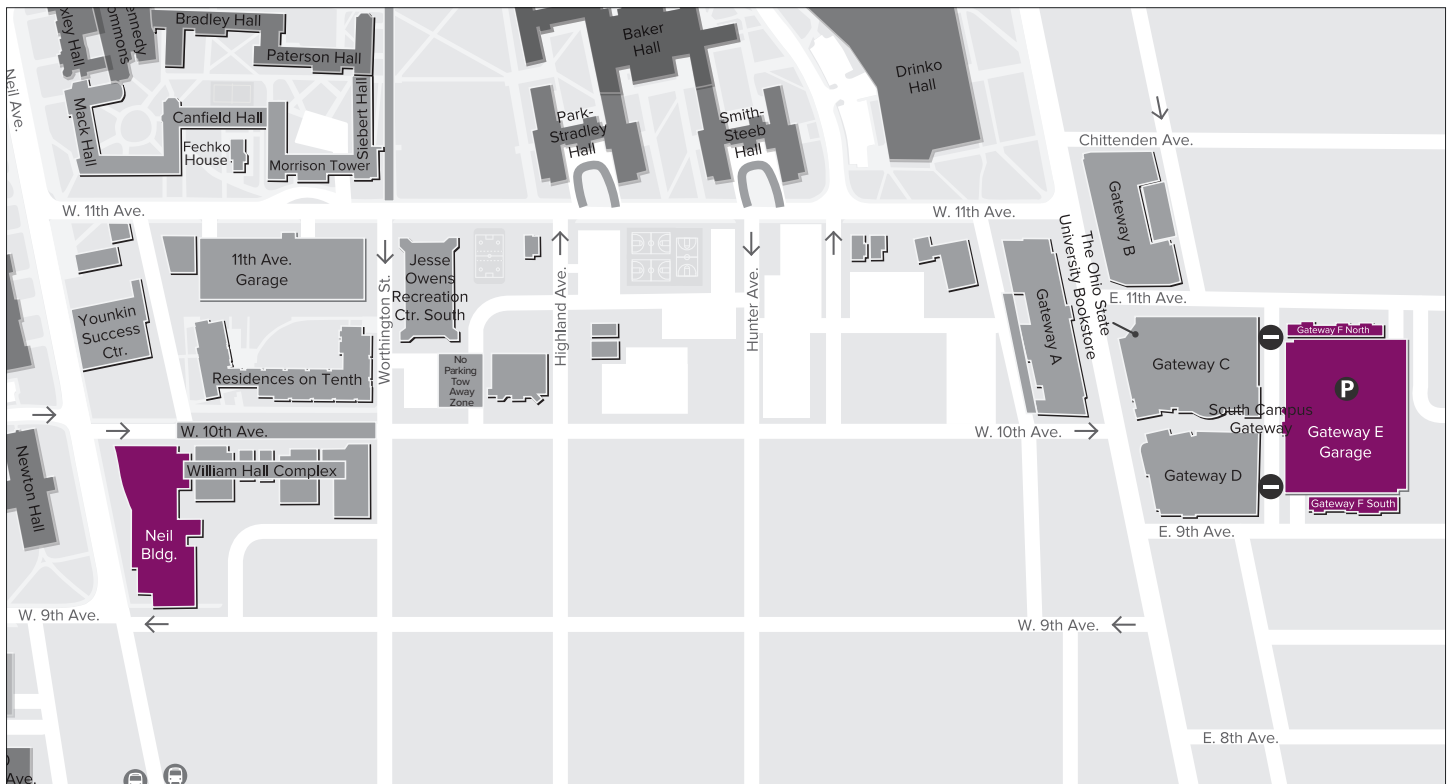 Bradley Hall
Paterson Hall
Baker
Hall
Drinko
Hall
Neil Ave.
Mack Hall
Canfield Hall
Siebert Hall
Fechko
House
Morrison Tower
Park-
Stradley
Hall
Smith-
Steeb
Hall
Chittenden Ave.
Gateway B
W. 11th Ave.
W. 11th Ave.
11th Ave.
Garage
Jesse
Owens
Recreation
Ctr. South
The Ohio State
University Bookstore
E. 11th Ave.
Younkin
Success
Ctr.
Worthington St.
Highland Ave.
Hunter Ave.
Gateway A
Gateway F North
Gateway C
No
Parking
Tow
Away
Zone
Residences on Tenth
P
South Campus
Gateway
Gateway E
Garage
W. 10th Ave.
W. 10th Ave.
William Hall Complex
Newton Hall
Gateway D
Gateway F South
Neil
Bldg.
E. 9th Ave.
W. 9th Ave.
W. 9th Ave.
E. 8th Ave.
Ave.